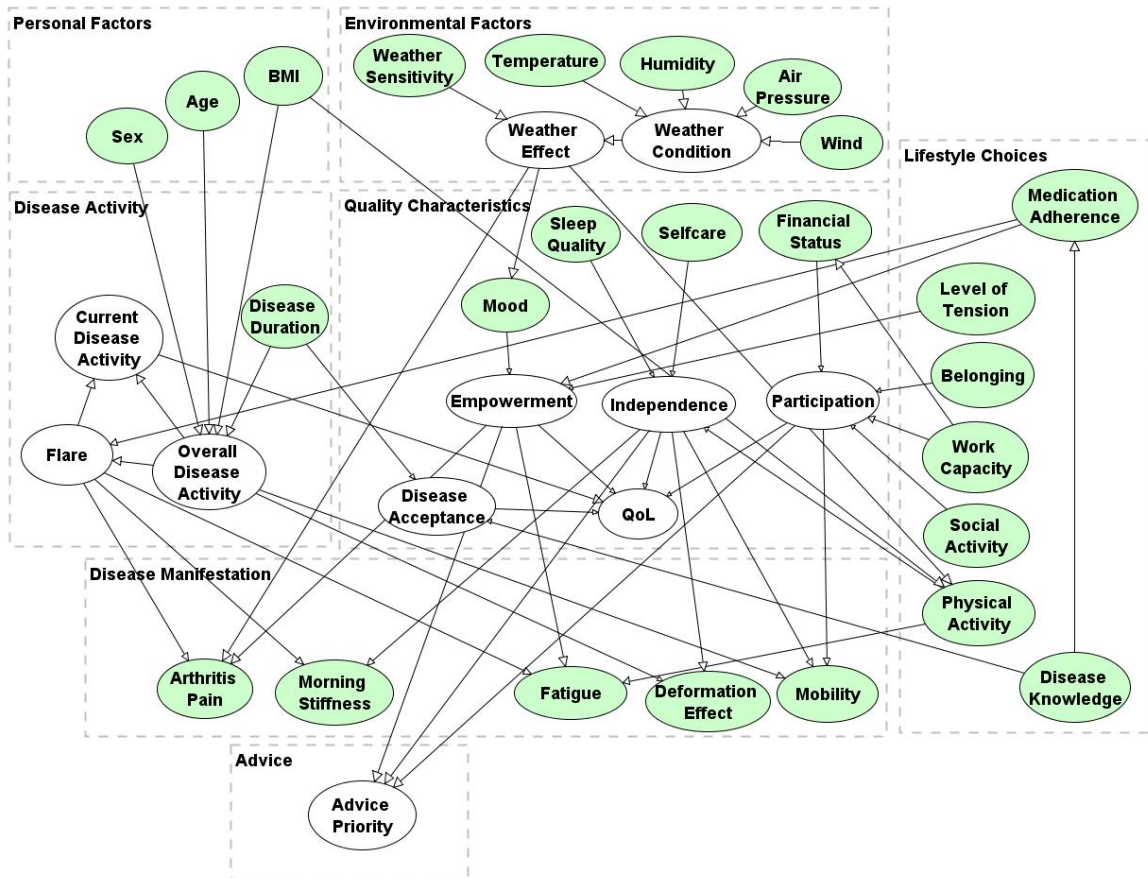 Personal Factors
Environmental Factors
BMI
Age
Sex
Weather
Sensitivity
Temperature
Humidity
Air
Pressure
Weather
Effect
Weather
Condition
Wind
Lifestyle Choices
Medication
Adherence
Level of
Tension
Belonging
Work
Capacity
Social
Activity
Physical
Activity
Disease
Knowledge
Disease Activity
Disease
Duration
Current
Disease
Activity
Flare
Overall
Disease
Activity
Quality Characteristics
Sleep
Quality
Selfcare
Financial
Status
Mood
Empowerment
Independence
Participation
Disease
Acceptance
QoL
Disease Manifestation
Arthritis
Pain
Morning
Stiffness
Fatigue
Deformation
Effect
Mobility
Advice
Advice
Priority